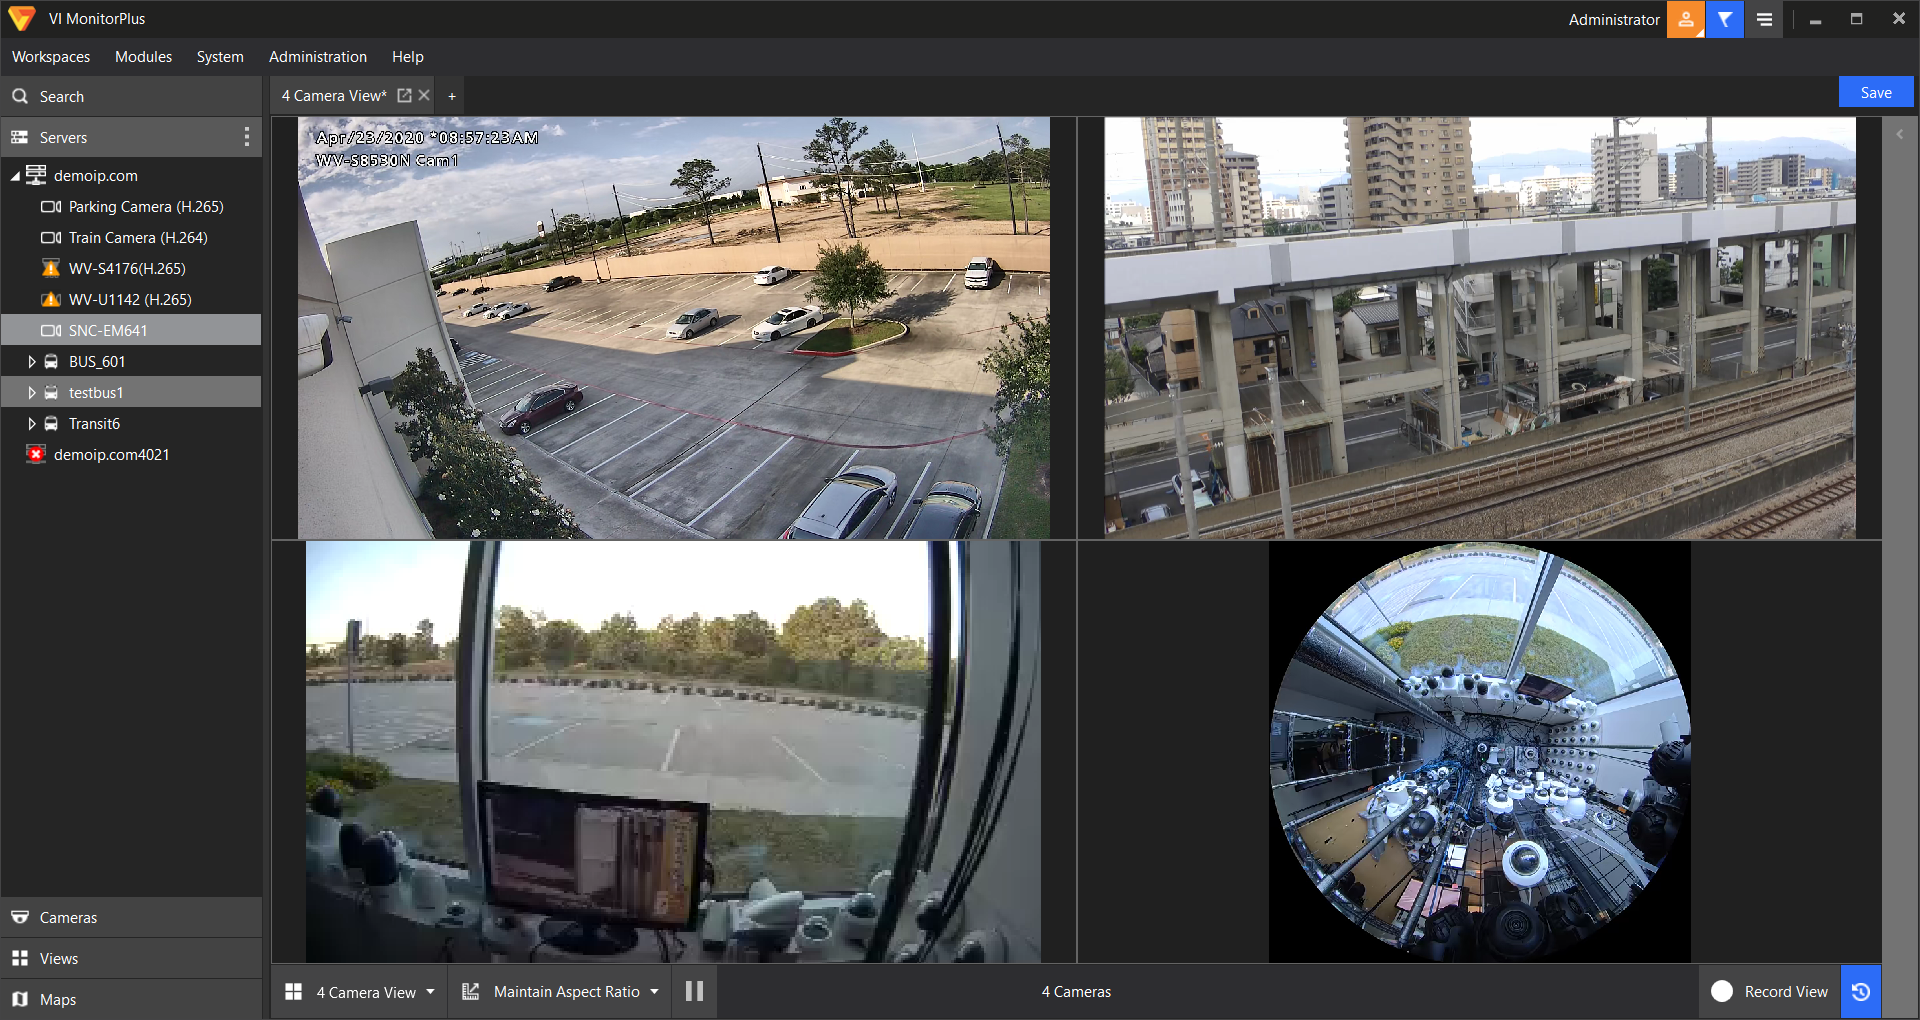 VI MonitorPlus
Administrator
Workspaces Modules System Administration Help
Search
4 Camera View* +
Save
Servers
demoip.com
Parking Camera (H.265)
Train Camera (H.264)
WV-S4176(H.265)
WV-U1142 (H.265)
SNC-EM641
BUS_601
testbus1
Transit6
demoip.com4021
Apr/23/2020 *08:57:23AM
WV-S8530N Cam1
Cameras
Views
Maps
4 Camera View Maintain Aspect Ratio 4 Cameras Record View